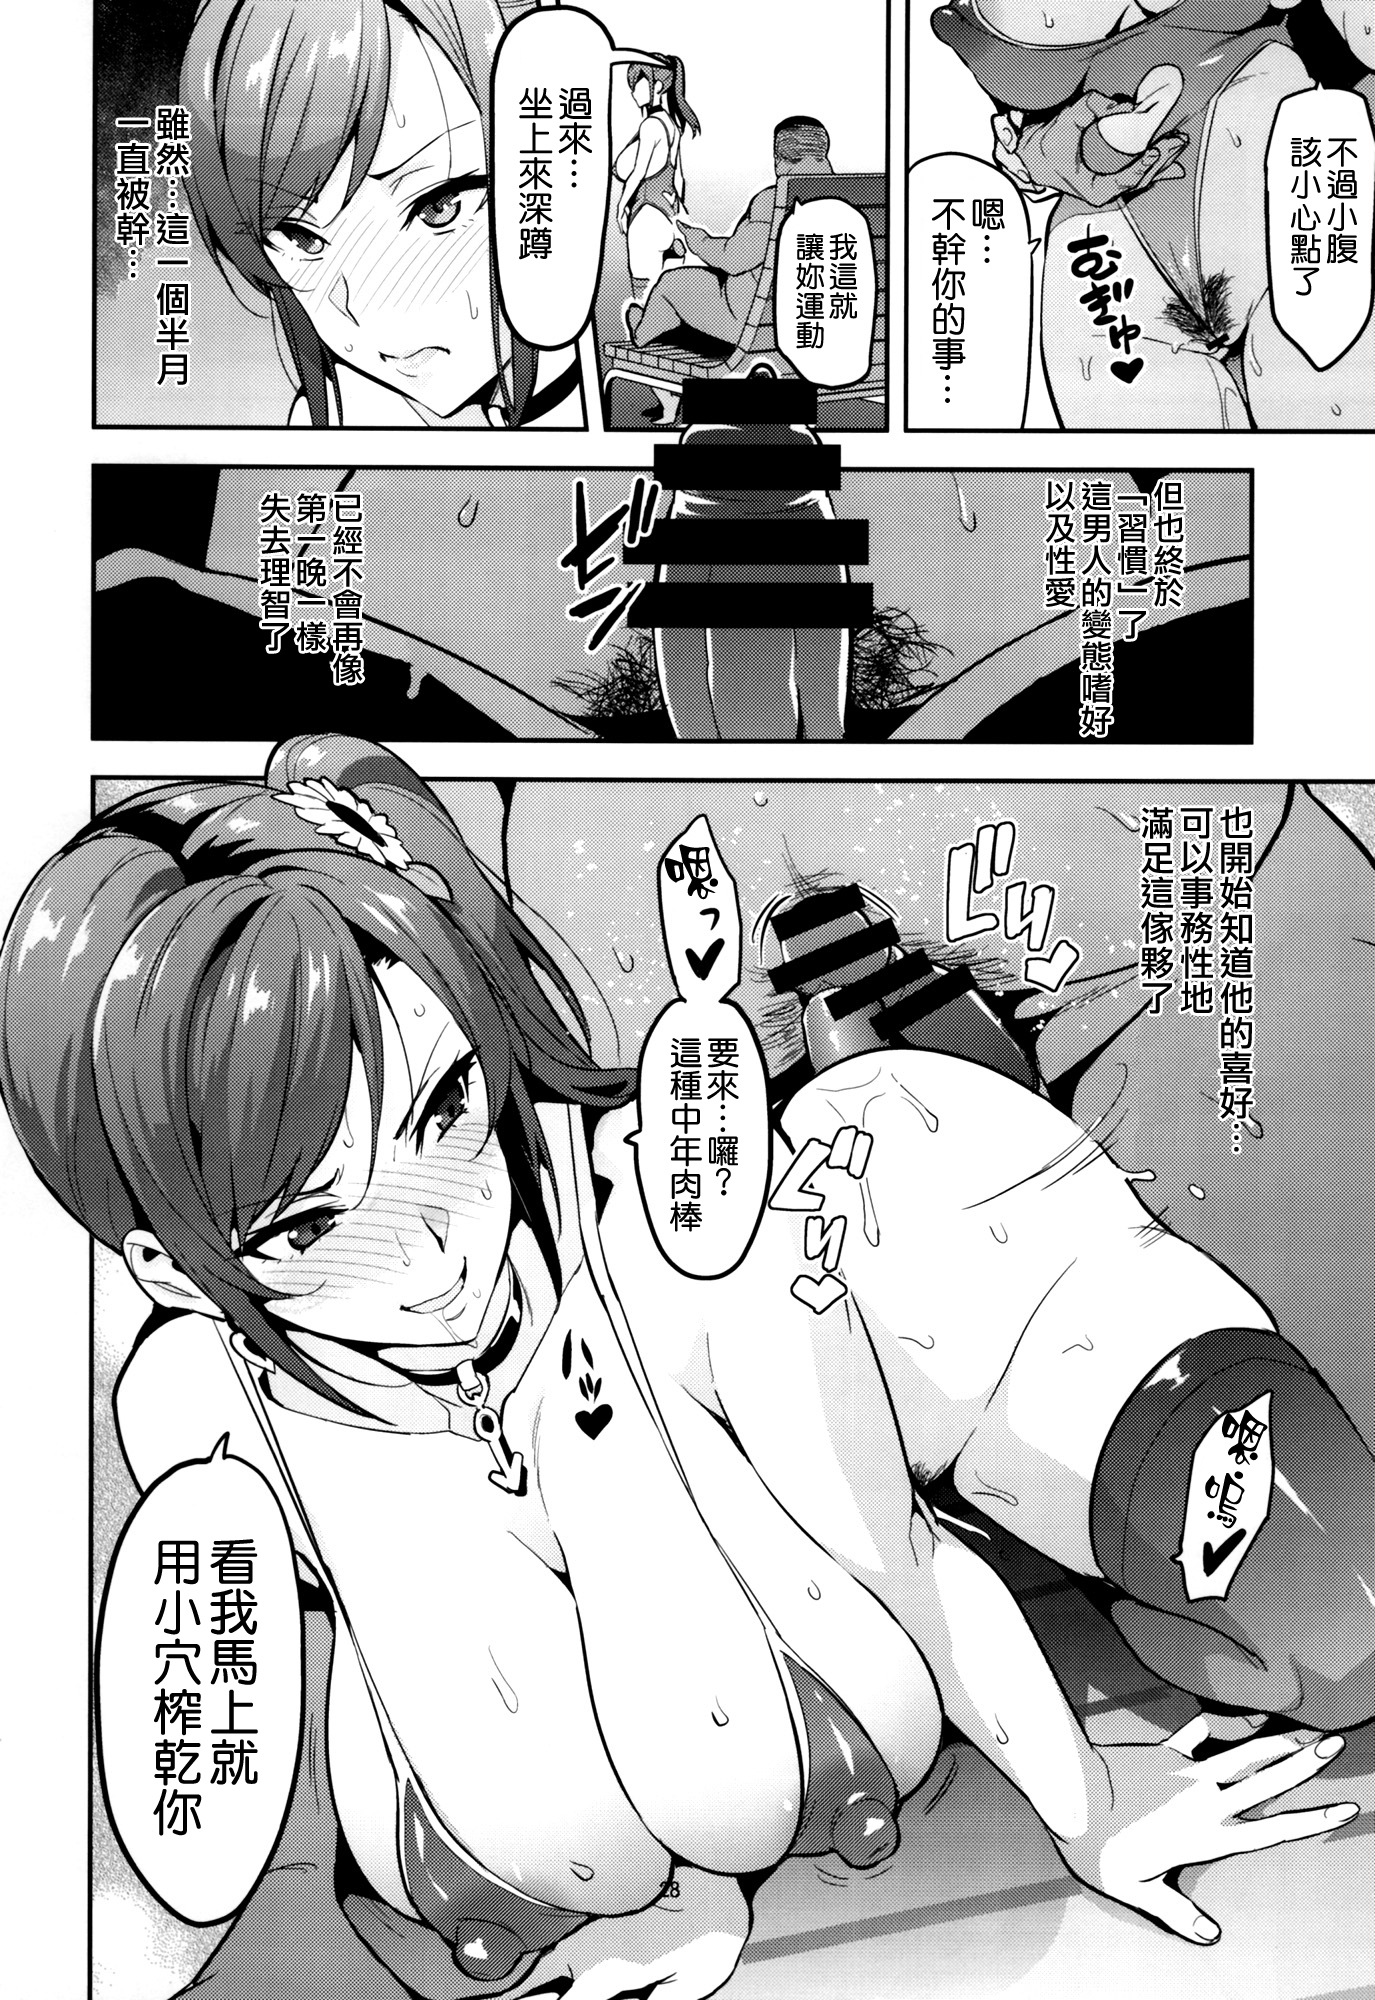 不過小腹
該小心點了
むぎゅ♥
嗯…
不幹你的事…
我這就
讓妳運動
過來…
坐上來深蹲
雖然…這一個半月
一直被幹…
但也終於
「習慣」了
這男人的變態嗜好
以及性愛
ビン
已經不會再像
第一晚一樣
失去理智了
也開始知道他的喜好…
可以事務性地
滿足這傢夥了
嗯っ♥
要來…囉？
這種中年肉棒
嗯嗚♥
看我馬上就
用小穴榨乾你
28